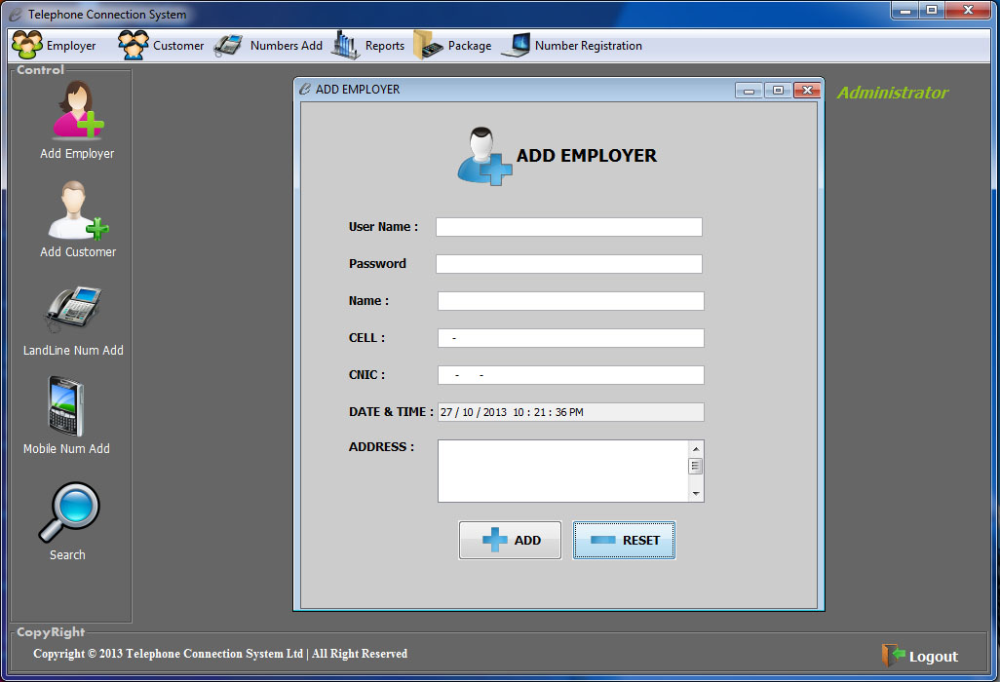 Telephone Connection System
Employer Customer Numbers Add Reports Package Number Registration
Control
Add Employer
Add Customer
LandLine Num Add
Mobile Num Add
Search
ADD EMPLOYER
Administrator
ADD EMPLOYER
User Name :
Password
Name :
CELL : -
CNIC : - -
DATE & TIME : 27 / 10 / 2013 10 : 21 : 36 PM
ADDRESS :
ADD RESET
CopyRight
Copyright © 2013 Telephone Connection System Ltd | All Right Reserved
Logout